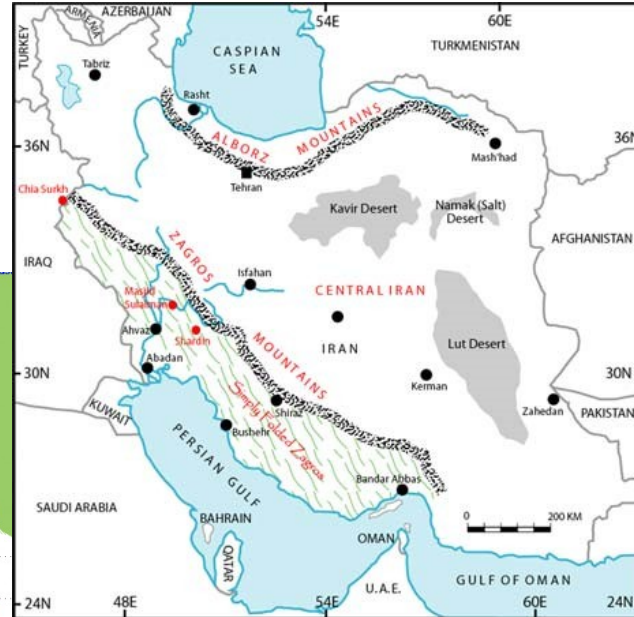 AZERBAIJAN
ARMENIA
TURKEY
54E
60E
CASPIAN
SEA
TURKMENISTAN
Tabriz
Rasht
ALBORZ MOUNTAINS
36N
36N
Mash'had
Tehran
Chia Surkh
Kavir Desert
Namak (Salt)
Desert
AFGHANISTAN
ZAGROS
MOUNTAINS
IRAQ
Isfahan
CENTRAL IRAN
Masjid
Sulaiman
Ahvaz
Shardin
IRAN
Lut Desert
Abadan
30N
30N
Kerman
KUWAIT
Simply Folded Zagros
Shiraz
Zahedan
PAKISTAN
Busbehr
PERSIAN GULF
Bandar Abbas
SAUDI ARABIA
BAHRAIN
0 200 KM
OMAN
QATAR
U.A.E.
GULF OF OMAN
24N
48E
54E
60E
24N